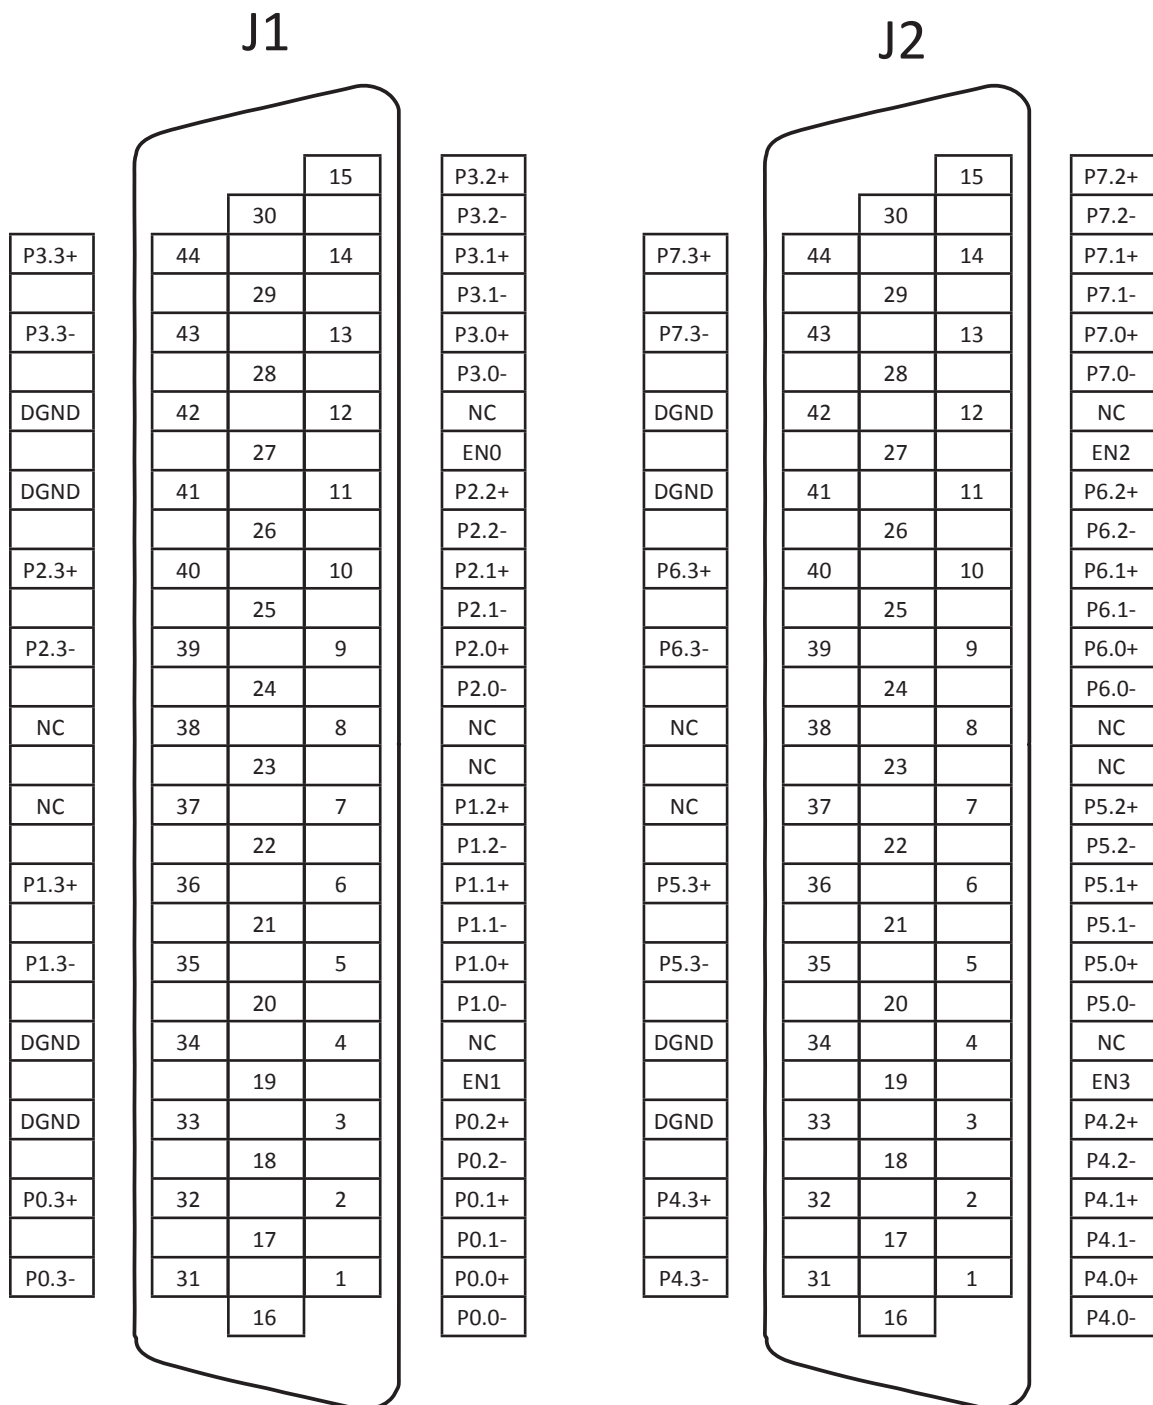 J1 J2
15 P3.2+ 15 P7.2+
30 P3.2- 30 P7.2-
P3.3+ 44 14 P3.1+ P7.3+ 44 14 P7.1+
29 P3.1- 29 P7.1-
P3.3- 43 13 P3.0+ P7.3- 43 13 P7.0+
28 P3.0- 28 P7.0-
DGND 42 12 NC DGND 42 12 NC
27 EN0 27 EN2
DGND 41 11 P2.2+ DGND 41 11 P6.2+
26 P2.2- 26 P6.2-
P2.3+ 40 10 P2.1+ P6.3+ 40 10 P6.1+
25 P2.1- 25 P6.1-
P2.3- 39 9 P2.0+ P6.3- 39 9 P6.0+
24 P2.0- 24 P6.0-
NC 38 8 NC NC 38 8 NC
23 NC 23 NC
NC 37 7 P1.2+ NC 37 7 P5.2+
22 P1.2- 22 P5.2-
P1.3+ 36 6 P1.1+ P5.3+ 36 6 P5.1+
21 P1.1- 21 P5.1-
P1.3- 35 5 P1.0+ P5.3- 35 5 P5.0+
20 P1.0- 20 P5.0-
DGND 34 4 NC DGND 34 4 NC
19 EN1 19 EN3
DGND 33 3 P0.2+ DGND 33 3 P4.2+
18 P0.2- 18 P4.2-
P0.3+ 32 2 P0.1+ P4.3+ 32 2 P4.1+
17 P0.1- 17 P4.1-
P0.3- 31 1 P0.0+ P4.3- 31 1 P4.0+
16 P0.0- 16 P4.0-